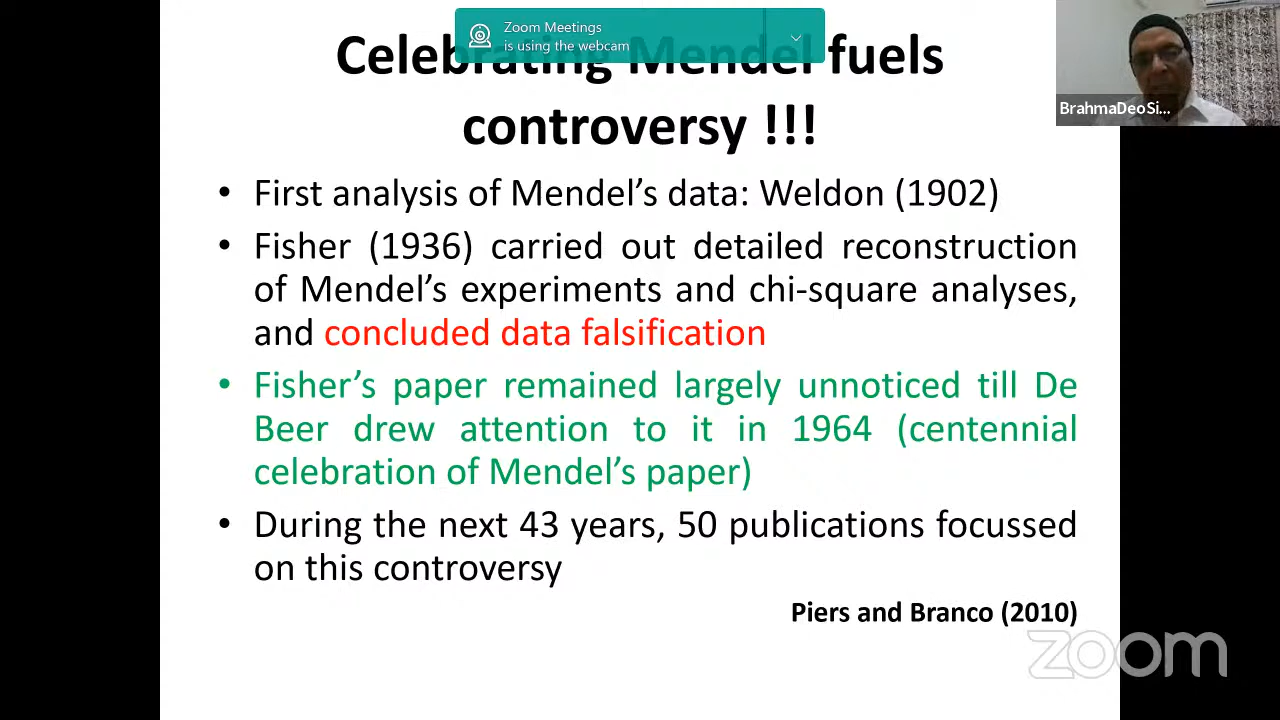 Zoom Meetings
is using the webcam
Celebrating Mendel fuels
controversy !!!
BrahmaDeoSi...
• First analysis of Mendel's data: Weldon (1902)
• Fisher (1936) carried out detailed reconstruction
of Mendel's experiments and chi-square analyses,
and concluded data falsification
• Fisher's paper remained largely unnoticed till De
Beer drew attention to it in 1964 (centennial
celebration of Mendel's paper)
• During the next 43 years, 50 publications focussed
on this controversy
Piers and Branco (2010)
zoom